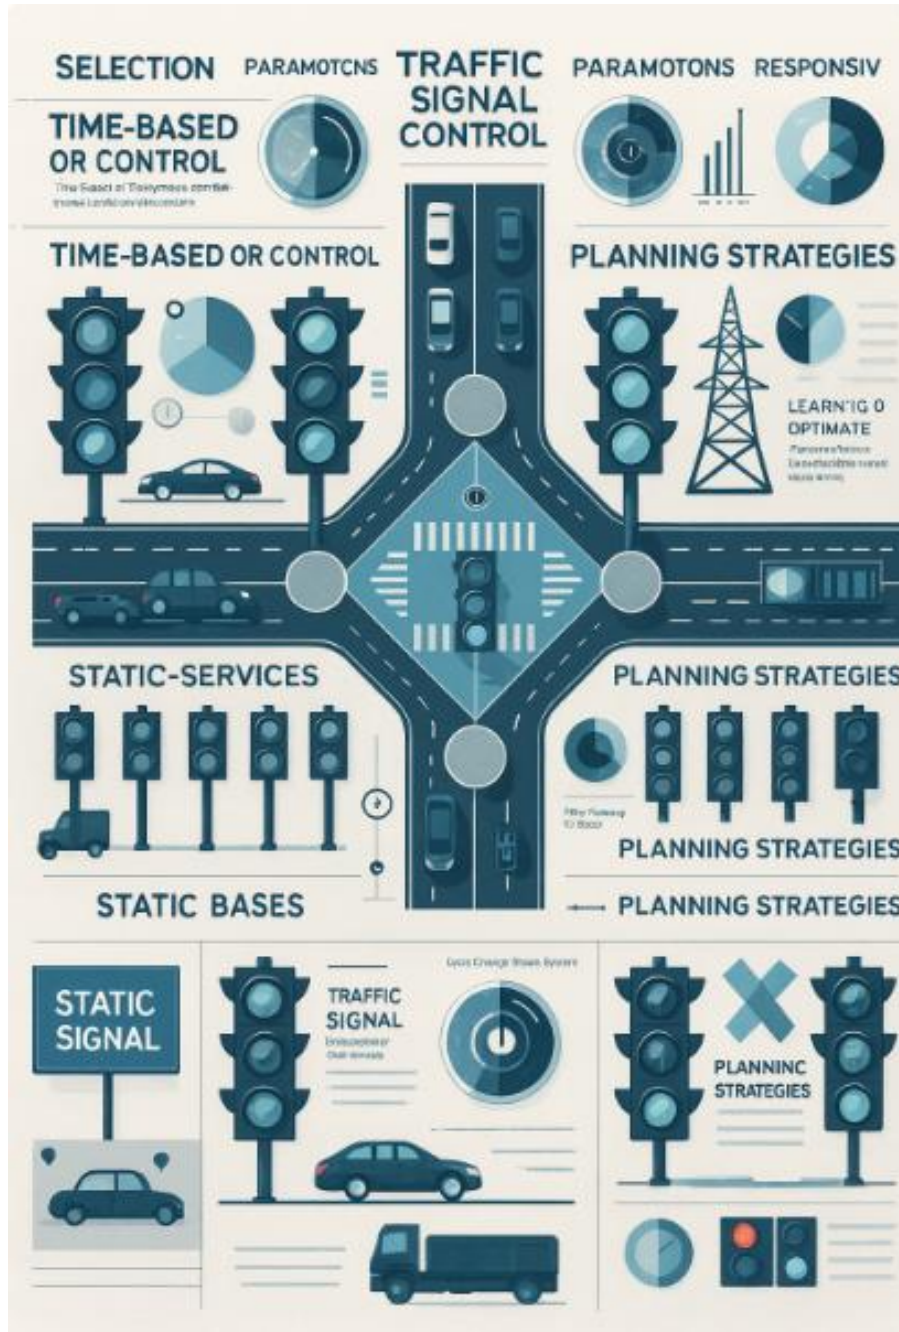 SELECTION
PARAMOTCNS
TRAFFIC
SIGNAL
CONTROL
PARAMOTONS
RESPONSIV
TIME-BASED
OR CONTROL
TIME-BASED OR CONTROL
PLANNING STRATEGIES
LEARN'IG O
OPTIMATE
STATIC-SERVICES
PLANNING STRATEGIES
PLANNING STRATEGIES
STATIC BASES
PLANNING STRATEGIES
STATIC
SIGNAL
TRAFFIC
SIGNAL
PLANNINC
STRATEGIES